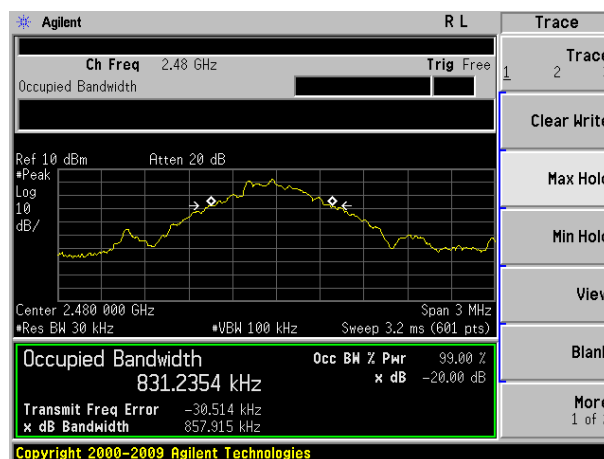 Agilent R L Trace
Ch Freq 2.48 GHz Trig Free
Occupied Bandwidth
Trace
1 2
Clear Write
Max Hold
Min Hold
View
Blank
More
1 of
Ref 10 dBm Atten 20 dB
#Peak
Log
10
dB/
Center 2.480 000 GHz Span 3 MHz
#Res BW 30 kHz #VBW 100 kHz Sweep 3.2 ms (601 pts)
Occupied Bandwidth Occ BW % Pwr 99.00 %
831.2354 kHz x dB -20.00 dB
Transmit Freq Error -30.514 kHz
x dB Bandwidth 857.915 kHz
Copyright 2000-2009 Agilent Technologies